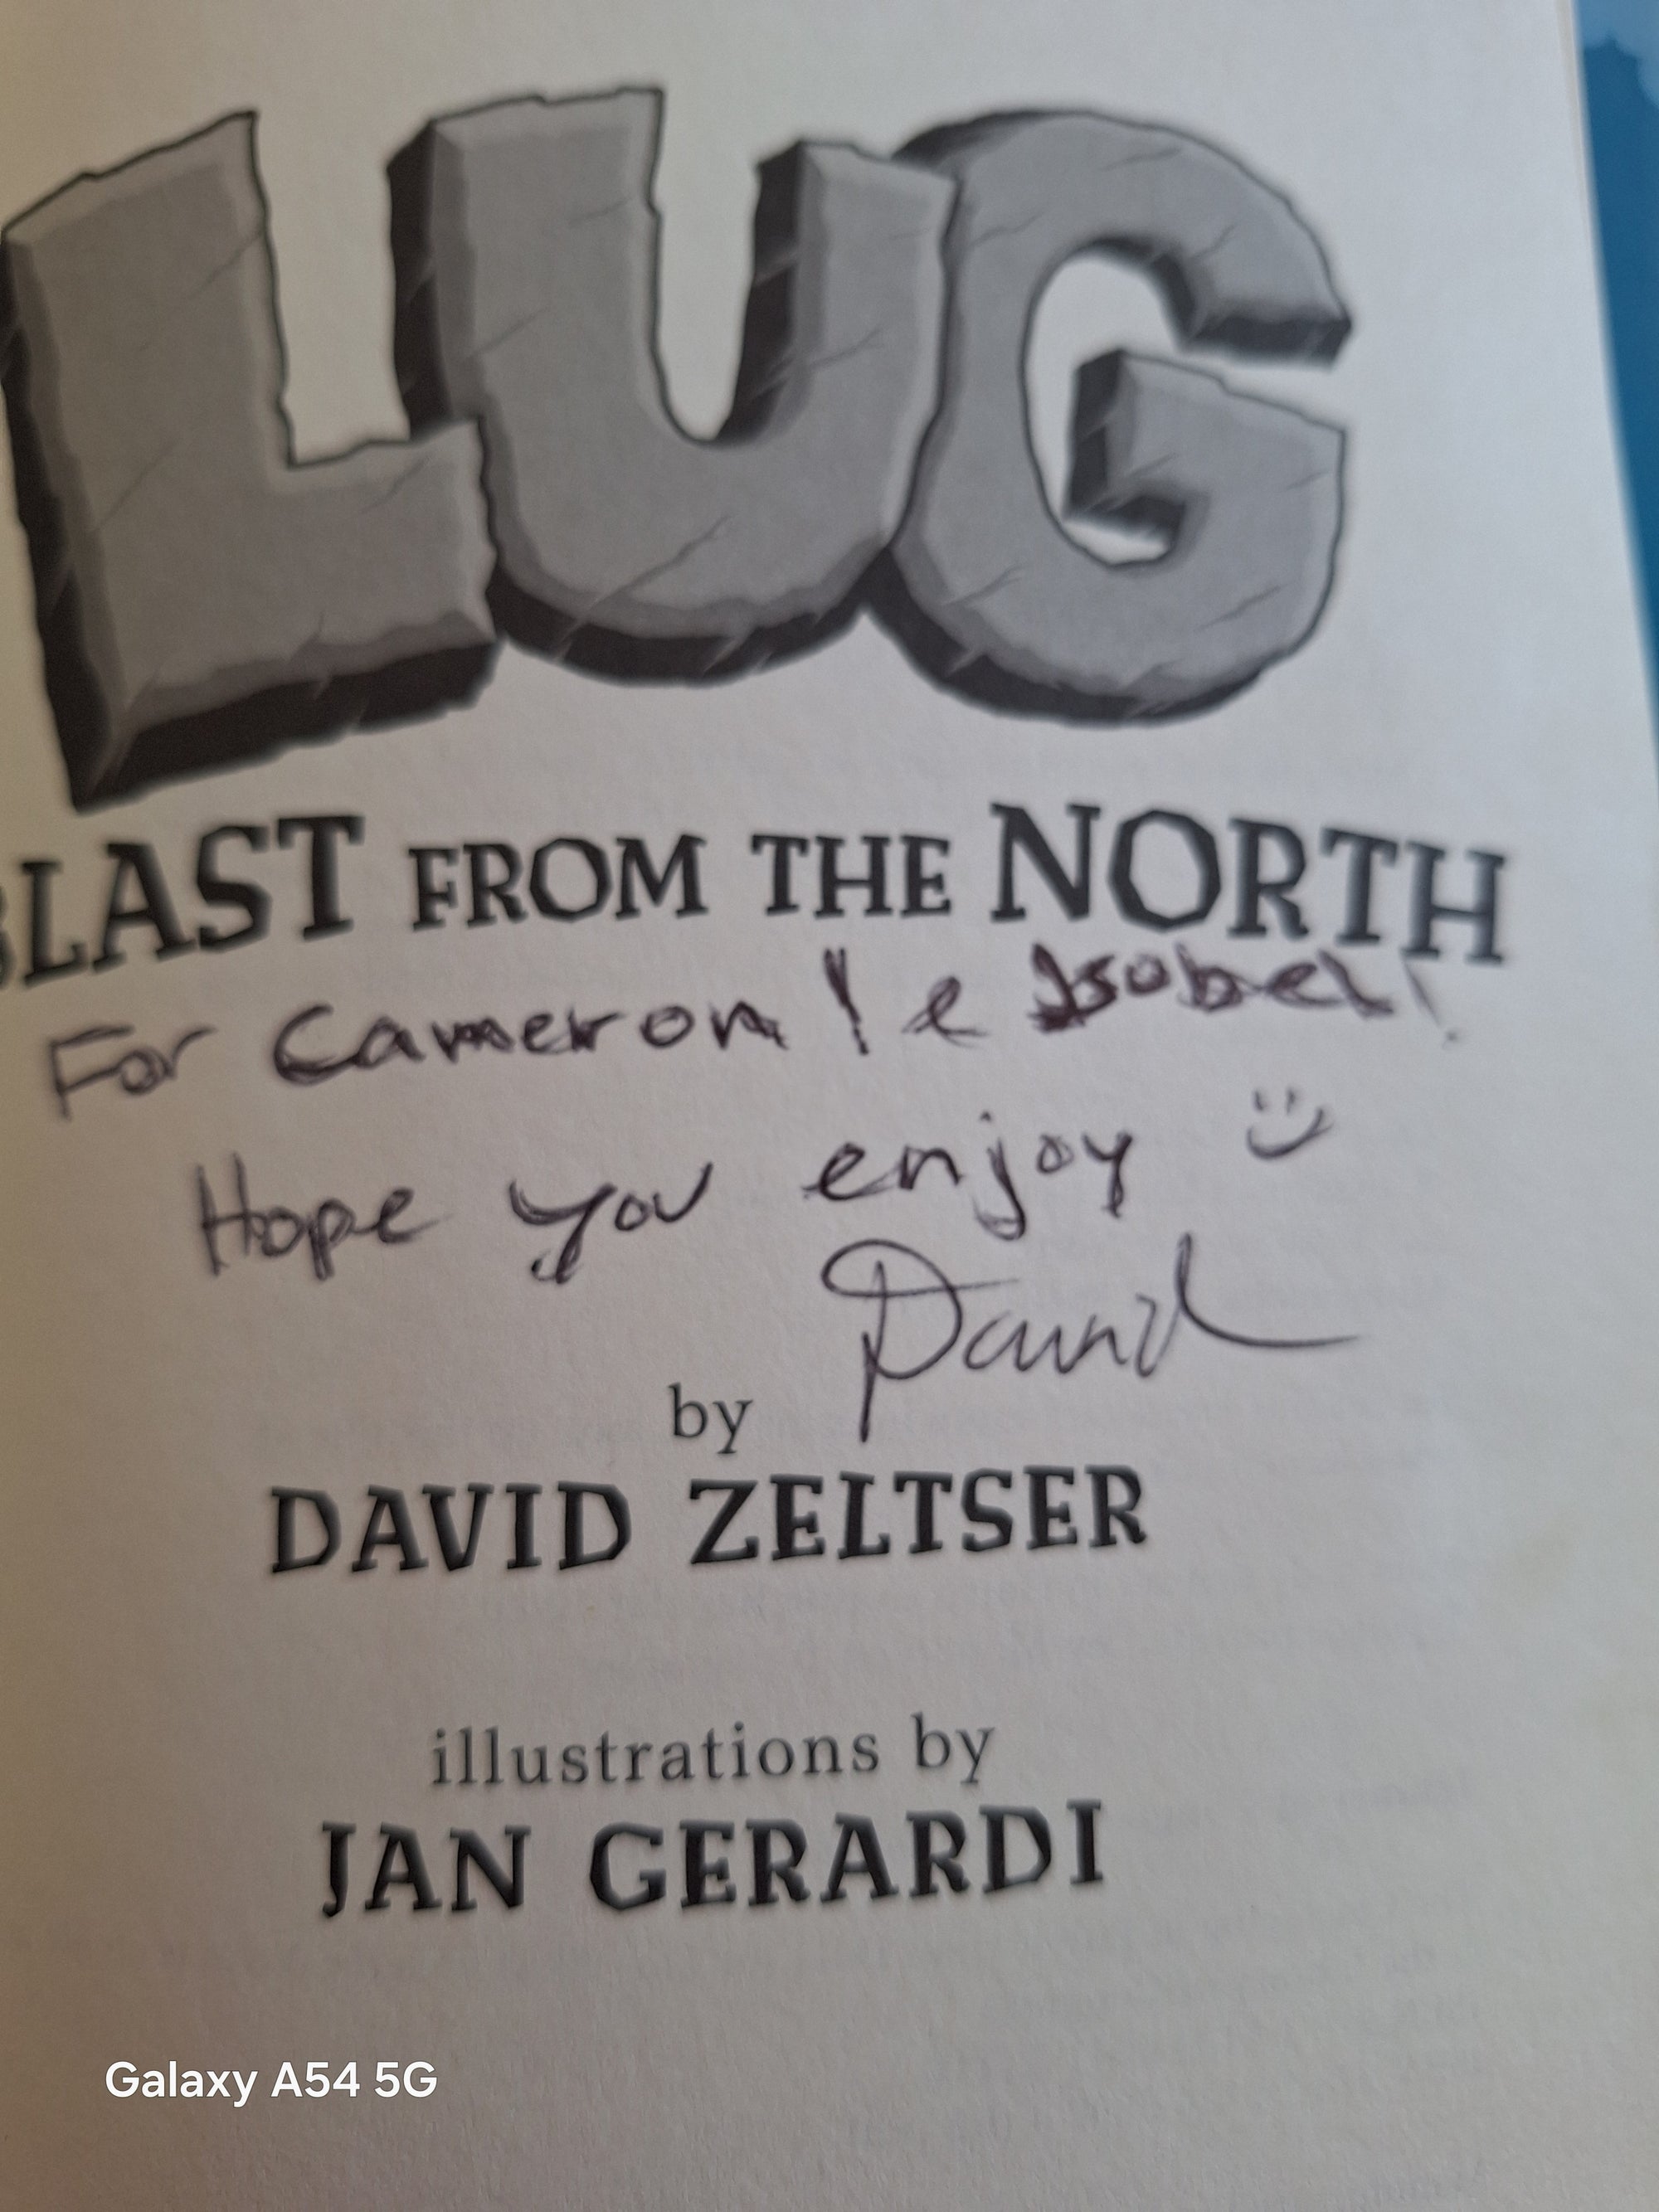 LUG
BLAST FROM THE NORTH
For Cameron! e Isobel!
Hope you enjoy :)
David
by
DAVID ZELTSER
illustrations by
JAN GERARDI
Galaxy A54 5G